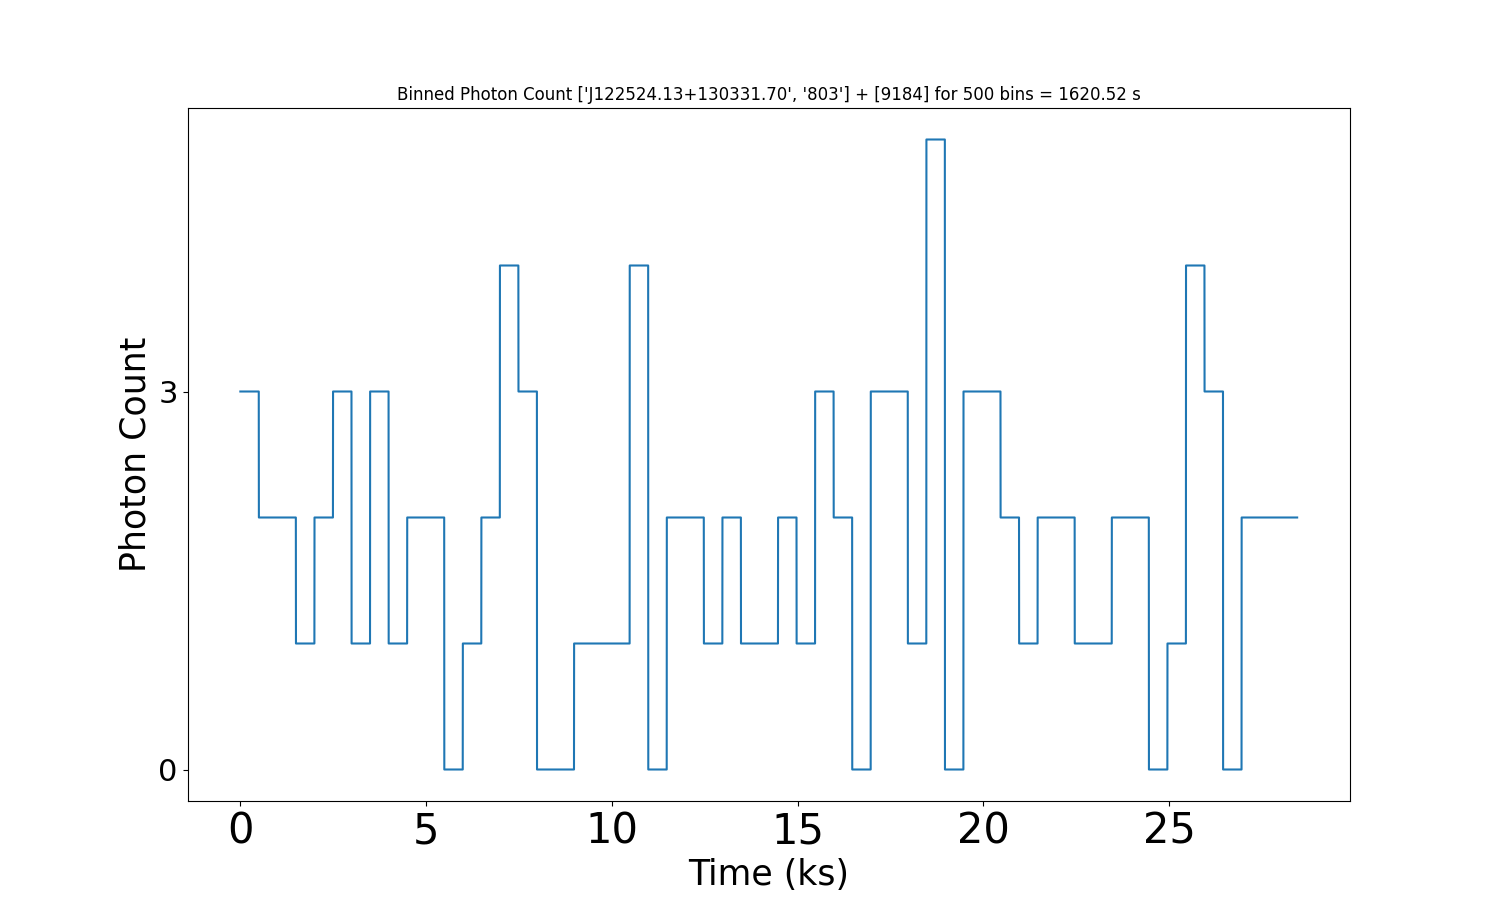 Binned Photon Count ['J122524.13+130331.70', '803'] + [9184] for 500 bins = 1620.52 s
Photon Count
3
0
0 5 10 15 20 25
Time (ks)